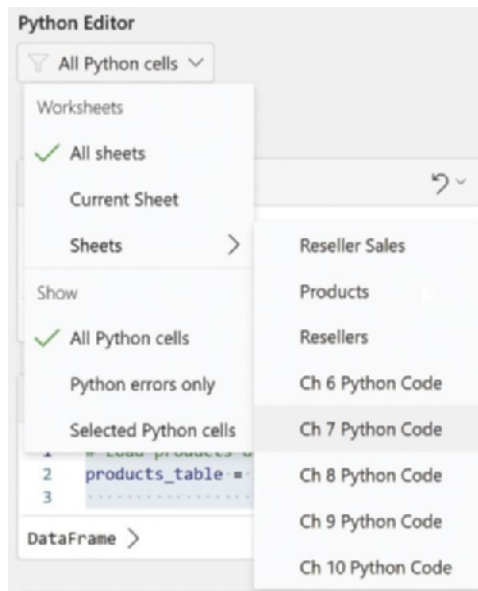 Python Editor
All Python cells
Worksheets
All sheets
Current Sheet
Sheets
Reseller Sales
Show
Products
All Python cells
Resellers
Python errors only
Ch 6 Python Code
Selected Python cells
Ch 7 Python Code
1 # Load products
2 products_table =
Ch 8 Python Code
3
Ch 9 Python Code
DataFrame
Ch 10 Python Code